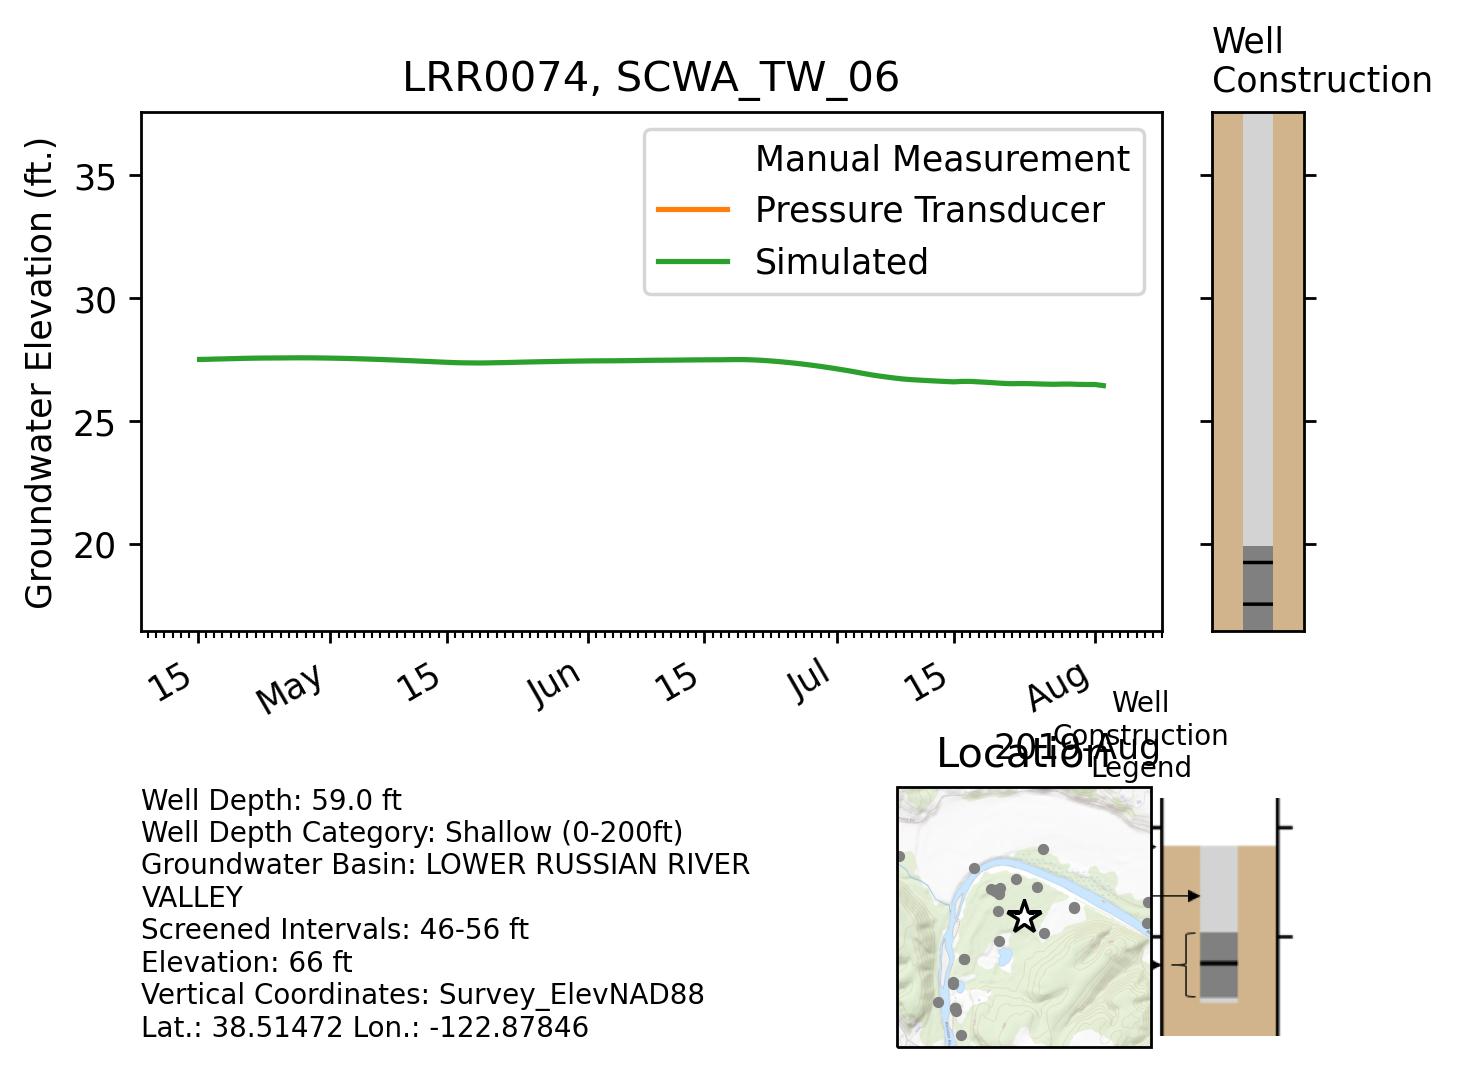 Well
Construction
LRR0074, SCWA_TW_06
Groundwater Elevation (ft.)
35
30
25
20
Manual Measurement
Pressure Transducer
Simulated
15
May
15
Jun
15
Jul
15
Aug
2019-Aug
Location
Well
Construction
Legend
Well Depth: 59.0 ft
Well Depth Category: Shallow (0-200ft)
Groundwater Basin: LOWER RUSSIAN RIVER
VALLEY
Screened Intervals: 46-56 ft
Elevation: 66 ft
Vertical Coordinates: Survey_ElevNAD88
Lat.: 38.51472 Lon.: -122.87846